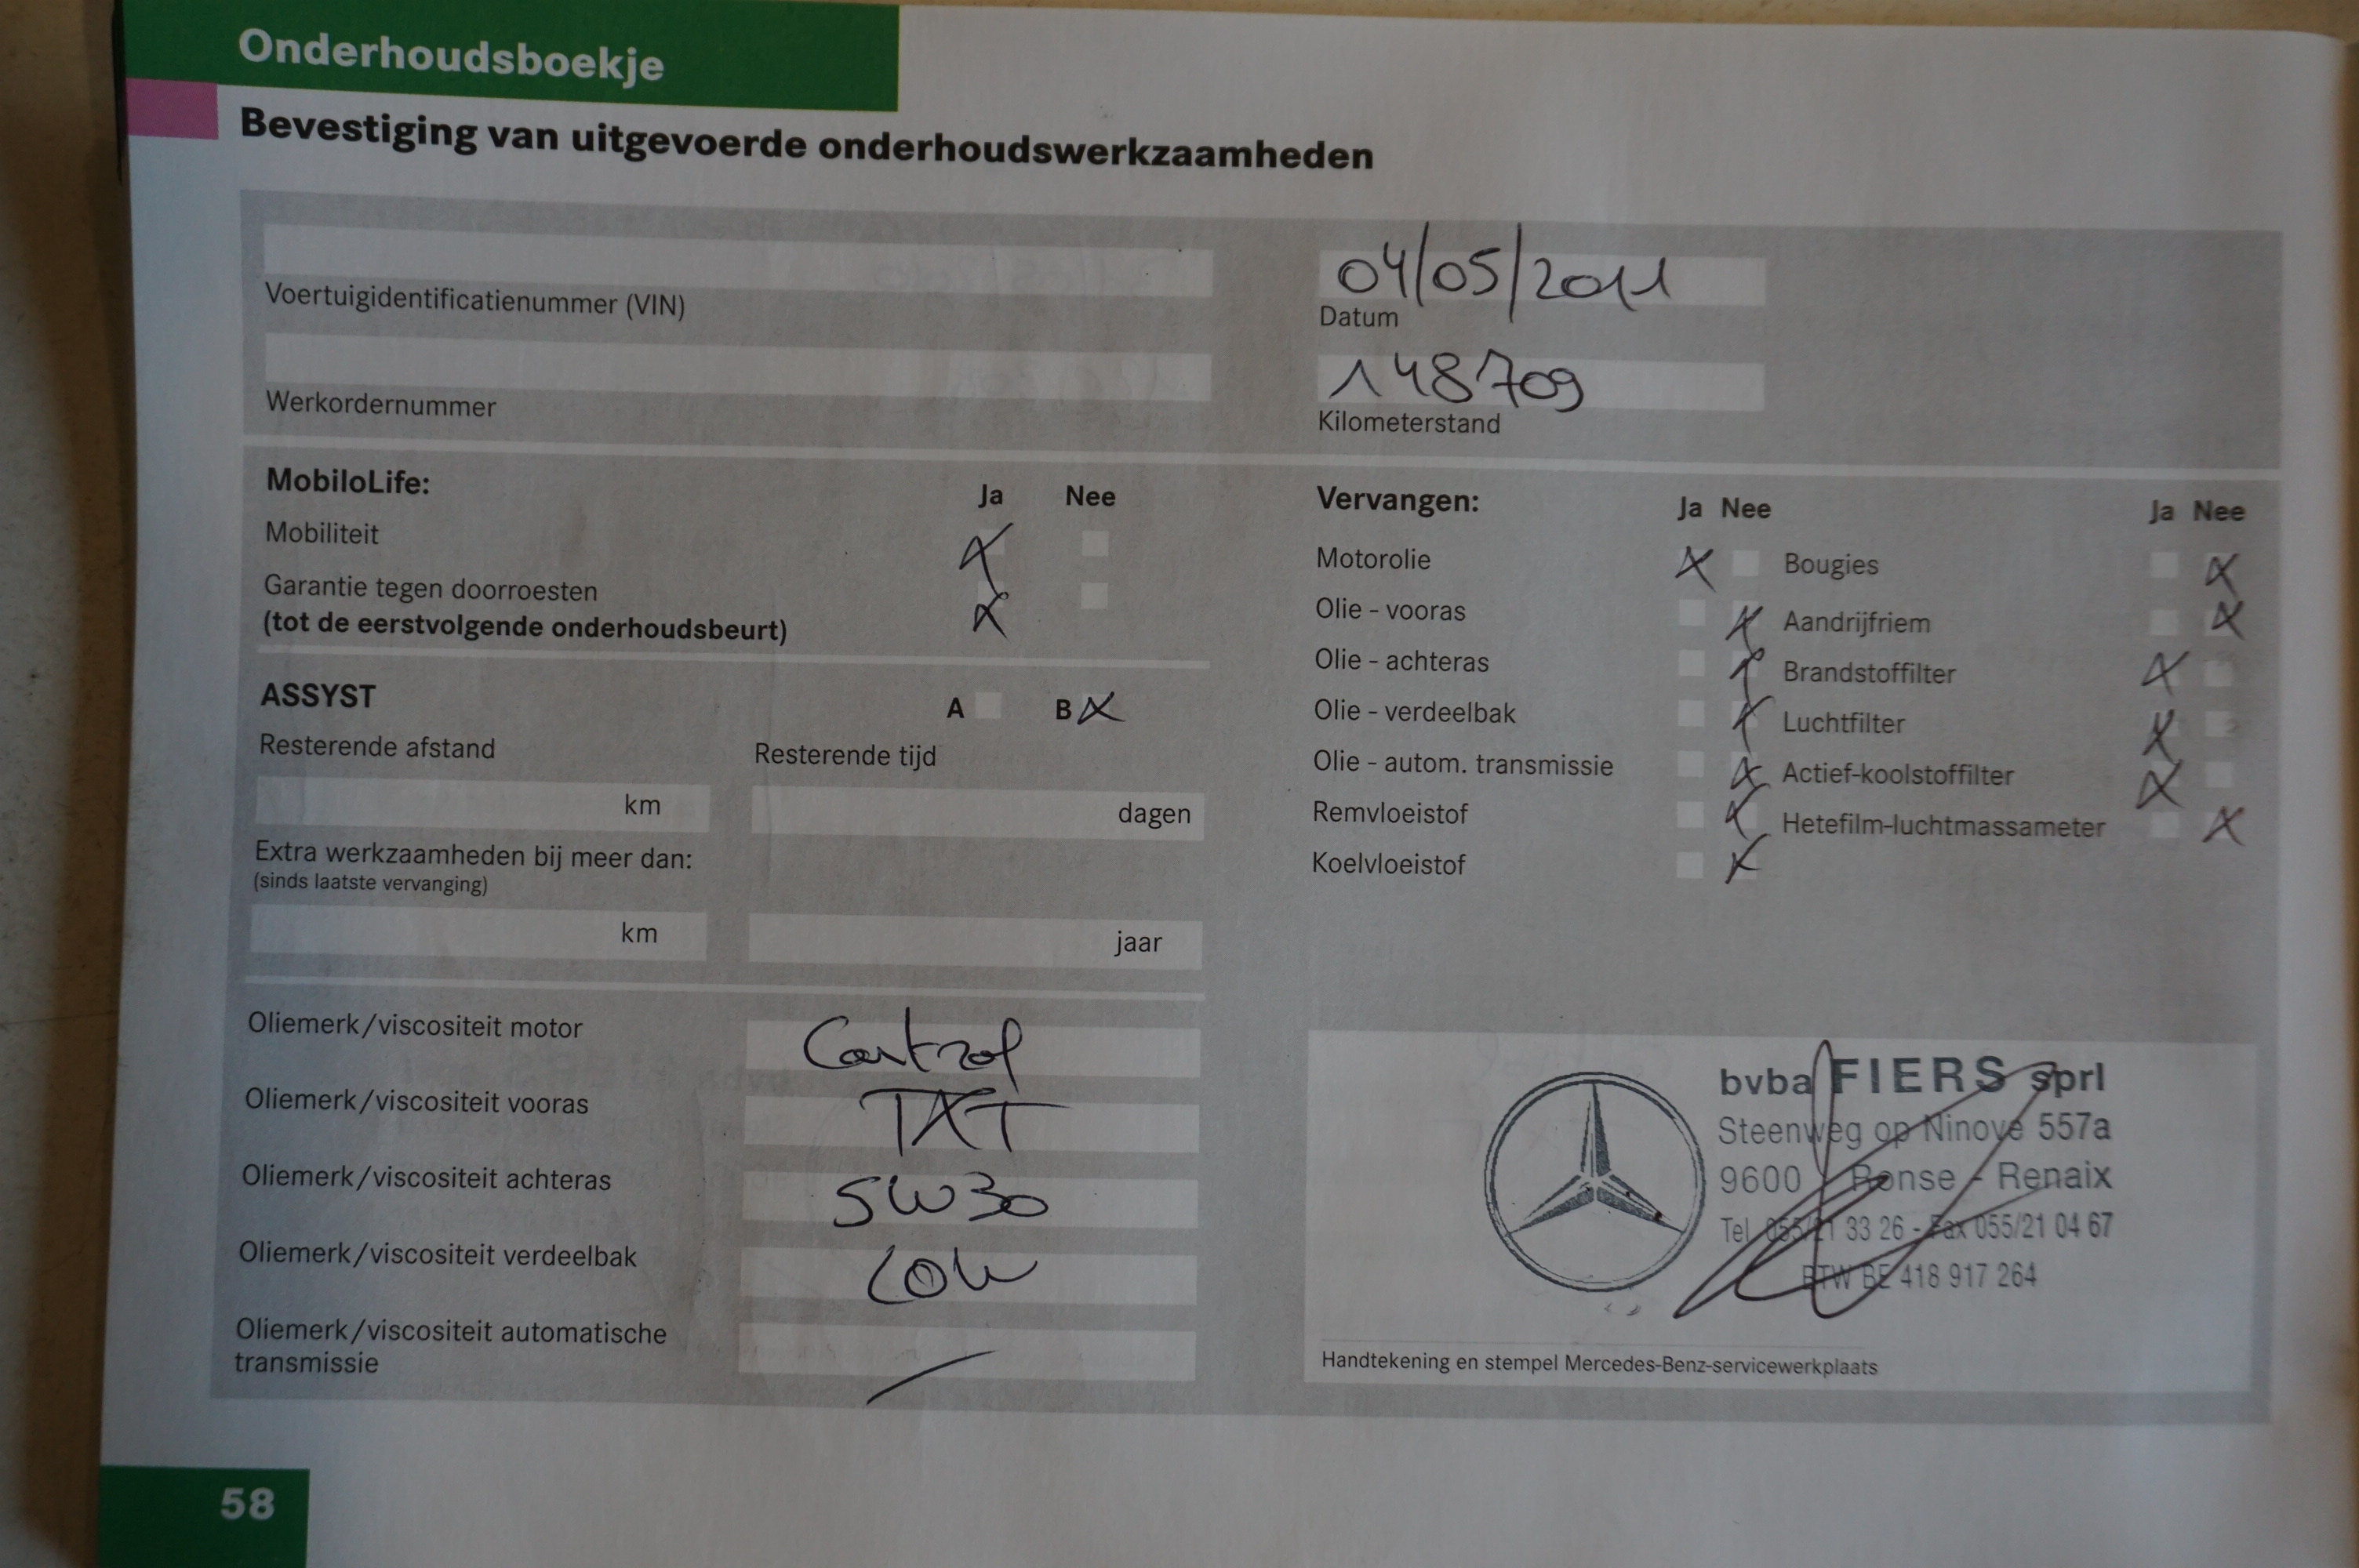 Onderhoudsboekje
Bevestiging van uitgevoerde onderhoudswerkzaamheden
Voertuigidentificatienummer (VIN)
04/05/2011
Datum
Werkordernummer
148709
Kilometerstand
MobiloLife:
Ja Nee
Mobiliteit
X
Garantie tegen doorroesten
(tot de eerstvolgende onderhoudsbeurt)
X
ASSYST
A B X
Resterende afstand
Resterende tijd
km
dagen
Extra werkzaamheden bij meer dan:
(sinds laatste vervanging)
km
jaar
Oliemerk/viscositeit motor
Castrol
Oliemerk/viscositeit vooras
TXT
Oliemerk/viscositeit achteras
5W30
Oliemerk/viscositeit verdeelbak
Oliemerk/viscositeit automatische
transmissie
Vervangen:
Ja Nee
Ja Nee
Motorolie X
Bougies X
Olie - vooras X
Aandrijfriem X
Olie - achteras X
Brandstoffilter X
Olie - verdeelbak X
Luchtfilter X
Olie - autom. transmissie X
Actief-koolstoffilter X
Remvloeistof X
Hetefilm-luchtmassameter X
Koelvloeistof X
bvba FIERS sprl
Steenweg op Ninove 557a
9600 Ronse - Renaix
Tel 055/21 33 26 - Fax 055/21 04 67
BTW BE 418 917 264
Handtekening en stempel Mercedes-Benz-servicewerkplaats
58